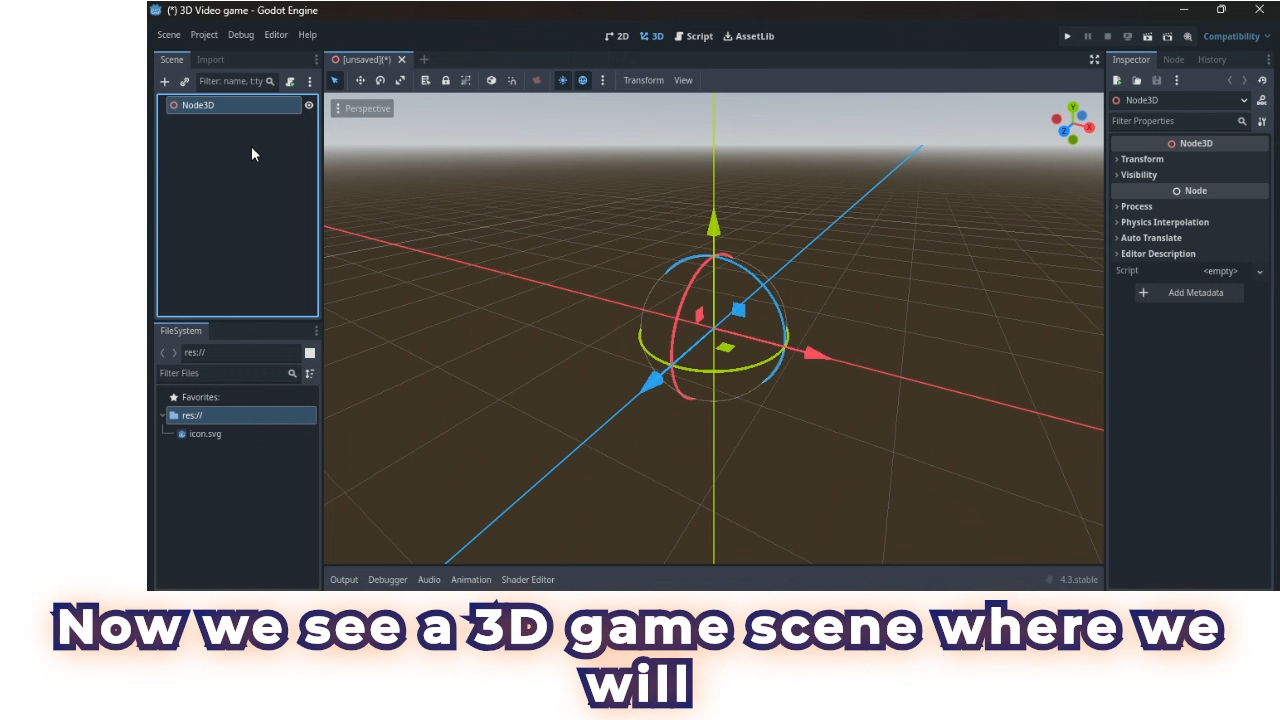 (*) 3D Video game - Godot Engine
Scene Project Debug Editor Help
2D 3D Script AssetLib
Compatibility
Scene Import
[unsaved](*)
Inspector Node History
Filter: name, t:ty
Transform View
Node3D
Perspective
Y
X
Z
Node3D
Filter Properties
Node3D
Transform
Visibility
Node
Process
Physics Interpolation
Auto Translate
Editor Description
Script <empty>
Add Metadata
FileSystem
res://
Filter Files
Favorites:
res://
icon.svg
Output Debugger Audio Animation Shader Editor
4.3.stable
Now we see a 3D game scene where we
will